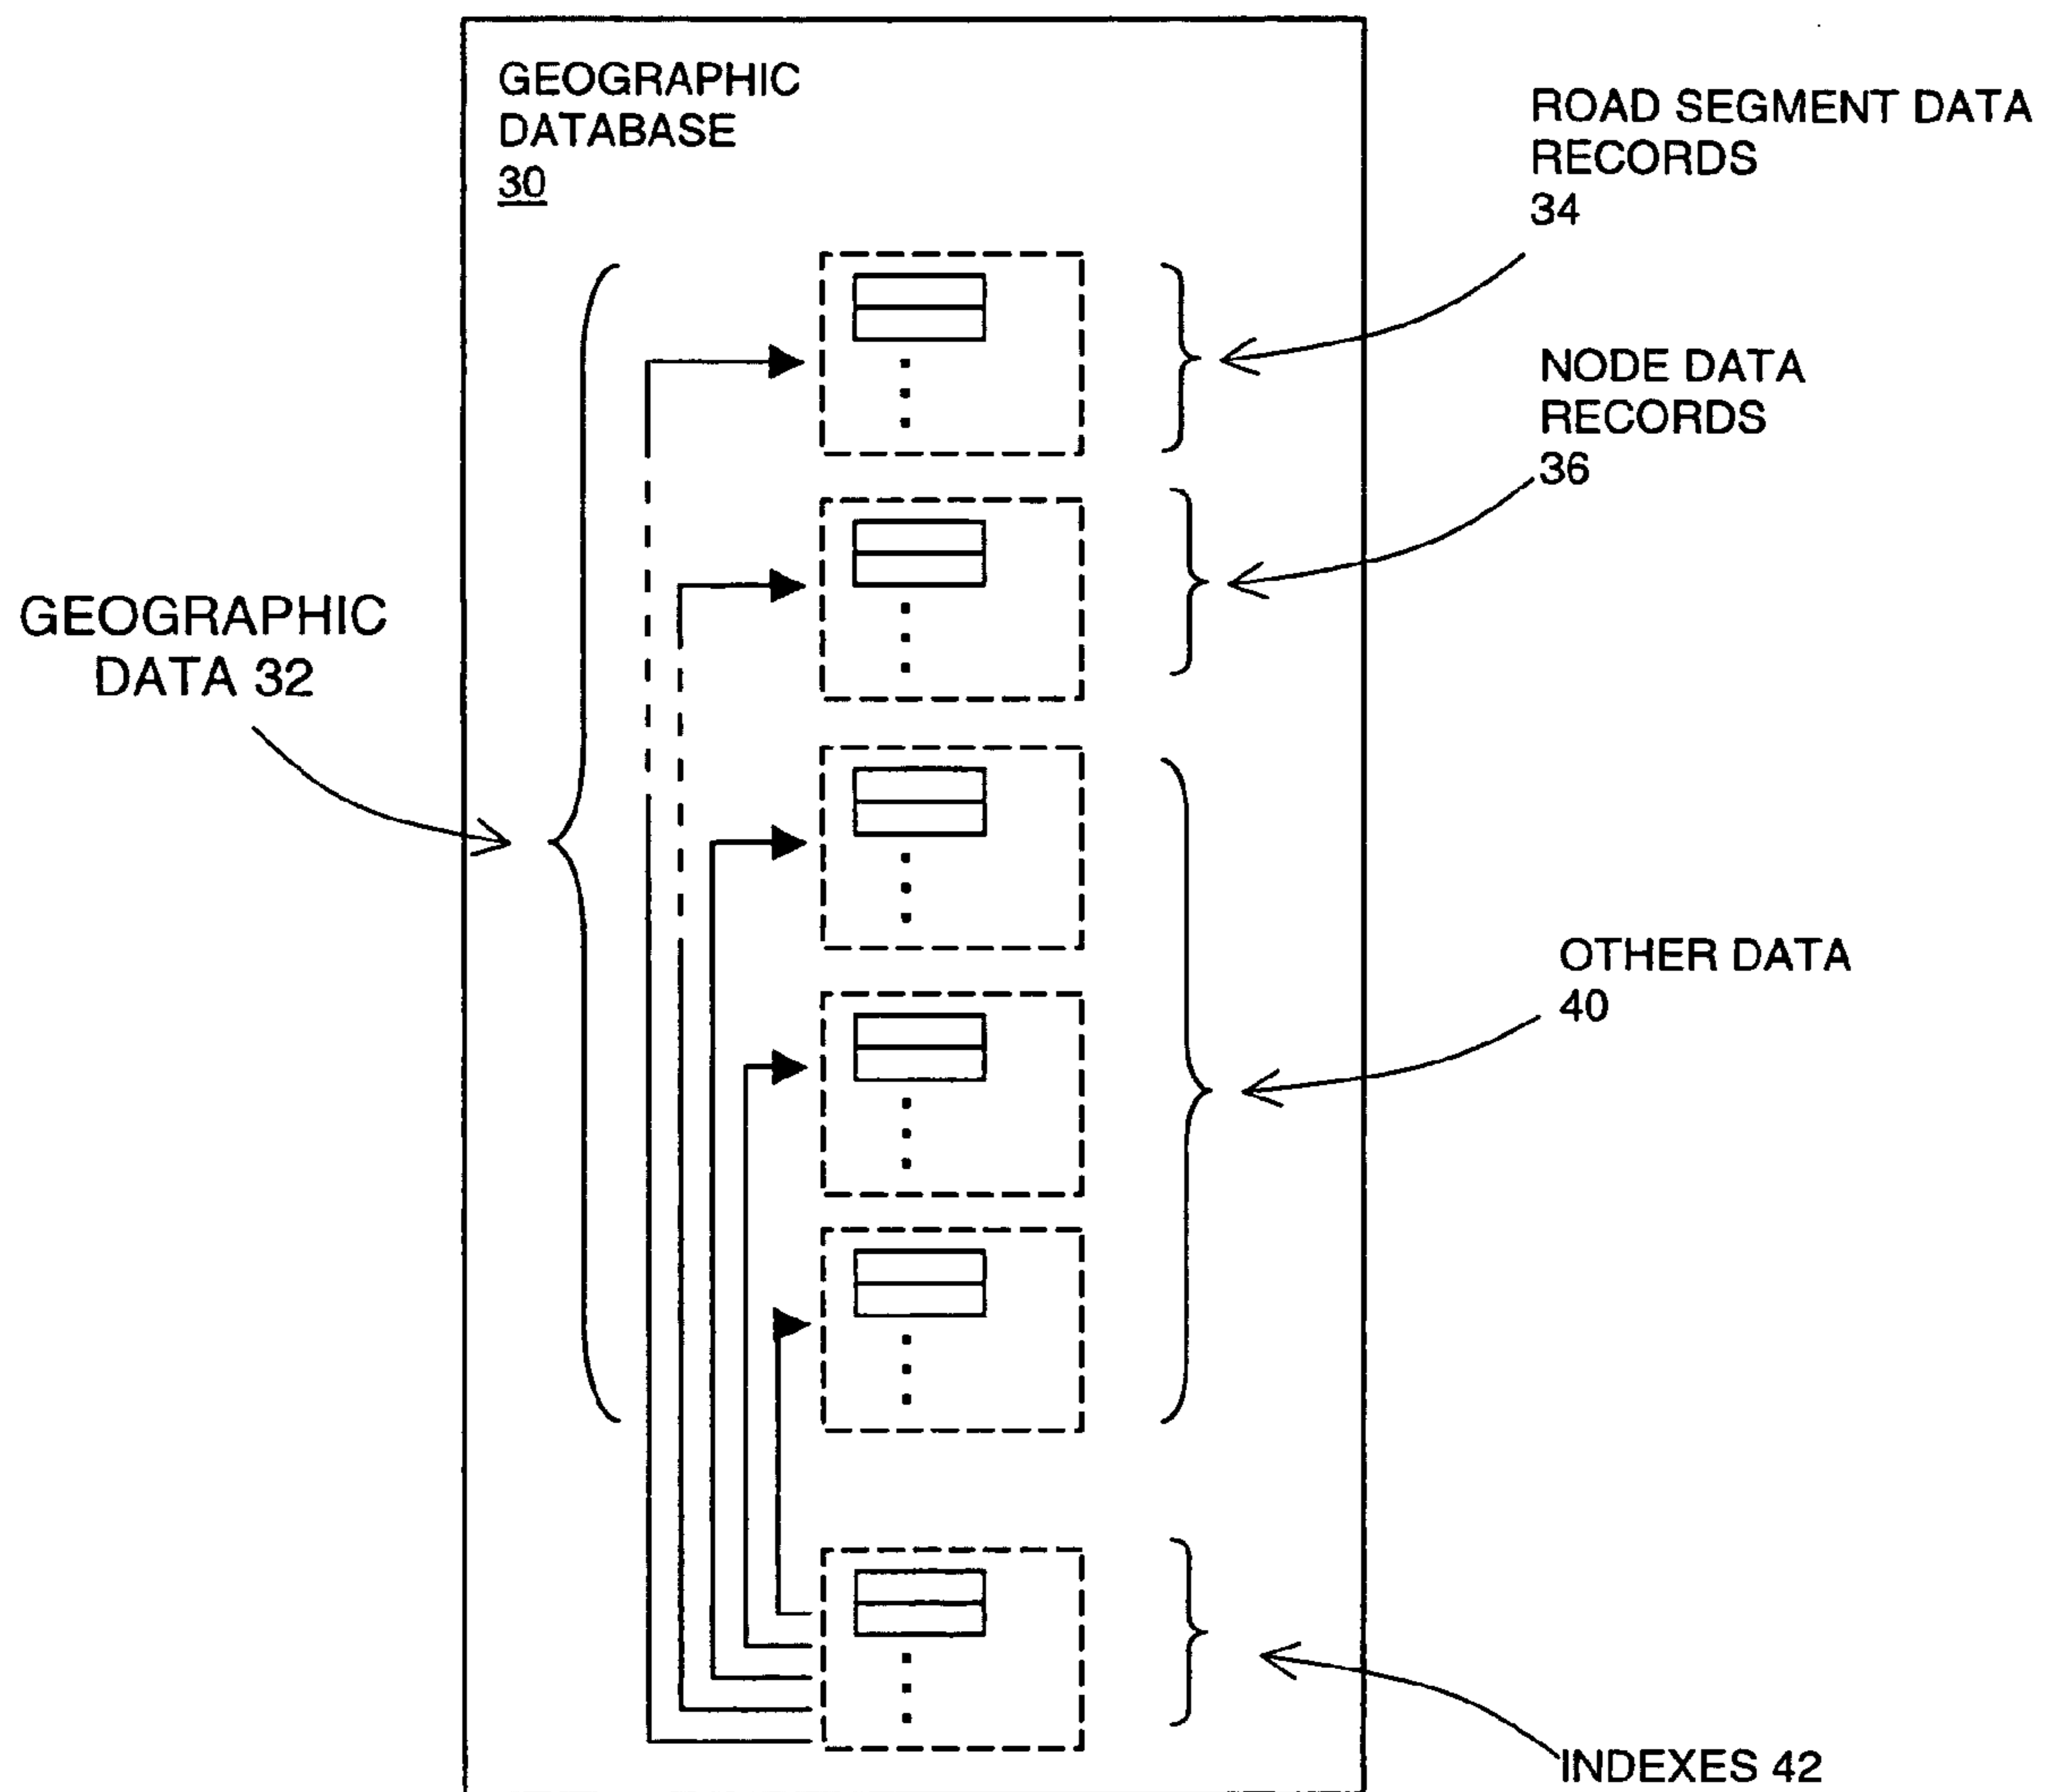 GEOGRAPHIC
DATABASE
30
ROAD SEGMENT DATA
RECORDS
34
NODE DATA
RECORDS
36
GEOGRAPHIC
DATA 32
OTHER DATA
40
INDEXES 42